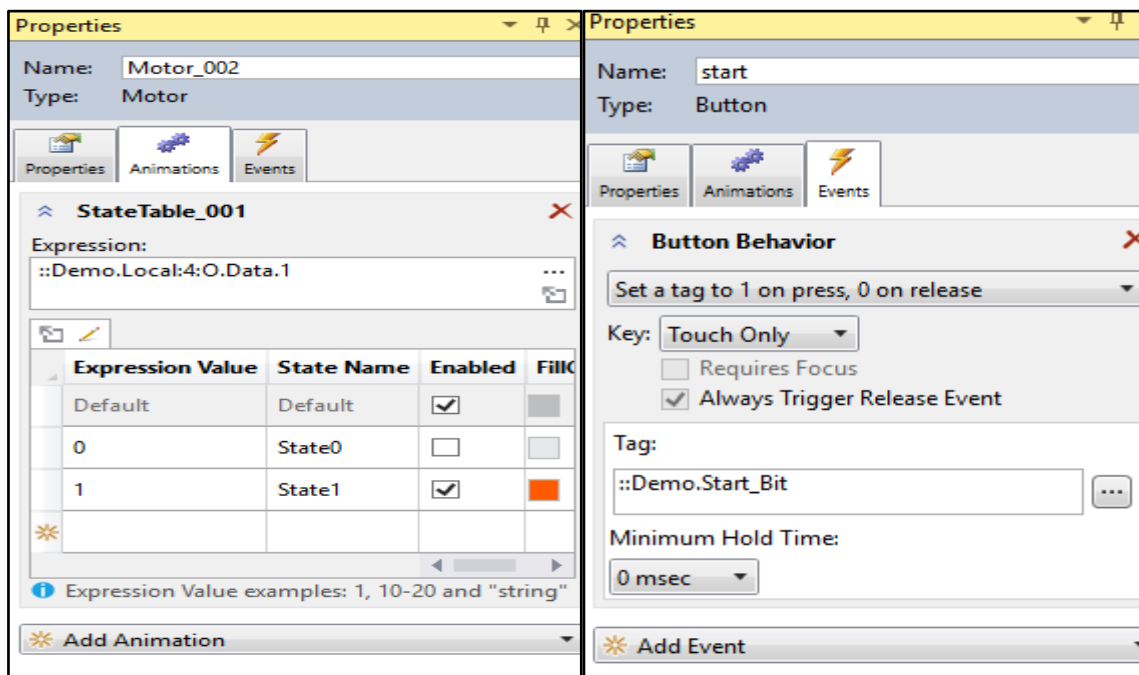 Properties
Name: Motor_002
Type: Motor
Properties Animations Events
StateTable_001
Expression:
::Demo.Local:4:O.Data.1
...
Expression Value State Name Enabled FillC
Default Default
0 State0
1 State1
Expression Value examples: 1, 10-20 and "string"
Add Animation
Properties
Name: start
Type: Button
Properties Animations Events
Button Behavior
Set a tag to 1 on press, 0 on release
Key: Touch Only
Requires Focus
Always Trigger Release Event
Tag:
::Demo.Start_Bit
...
Minimum Hold Time:
0 msec
Add Event